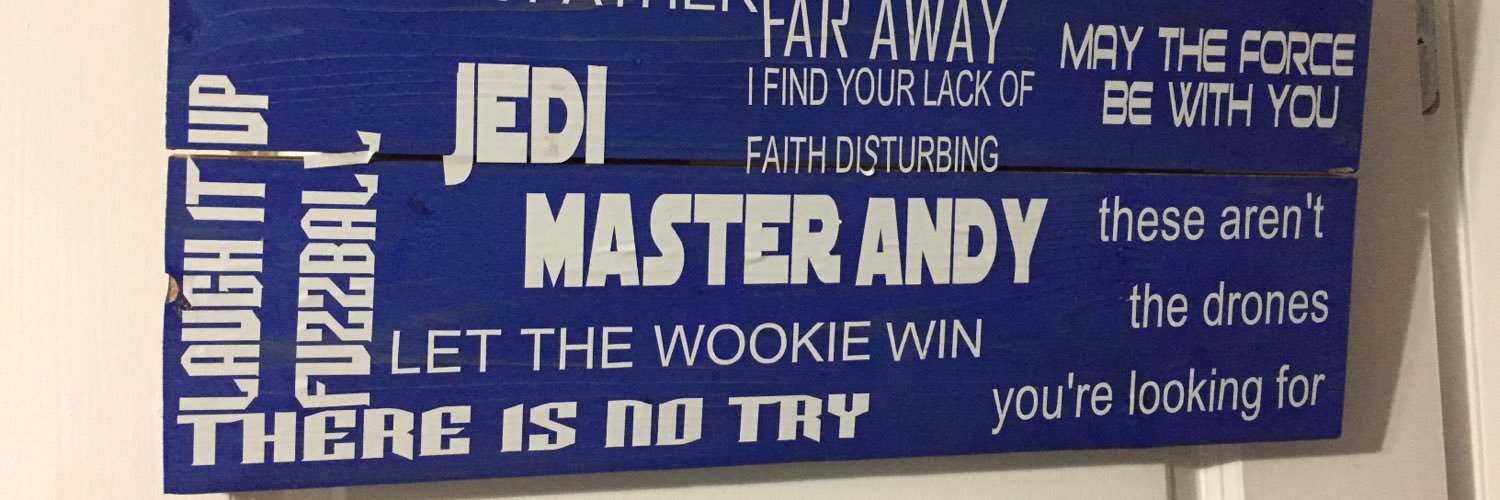 FATHER
FAR AWAY
I FIND YOUR LACK OF
FAITH DISTURBING
MAY THE FORCE
BE WITH YOU
JEDI
LAUGH IT UP
FUZZBALL
MASTER ANDY
these aren't
the drones
you're looking for
LET THE WOOKIE WIN
THERE IS NO TRY